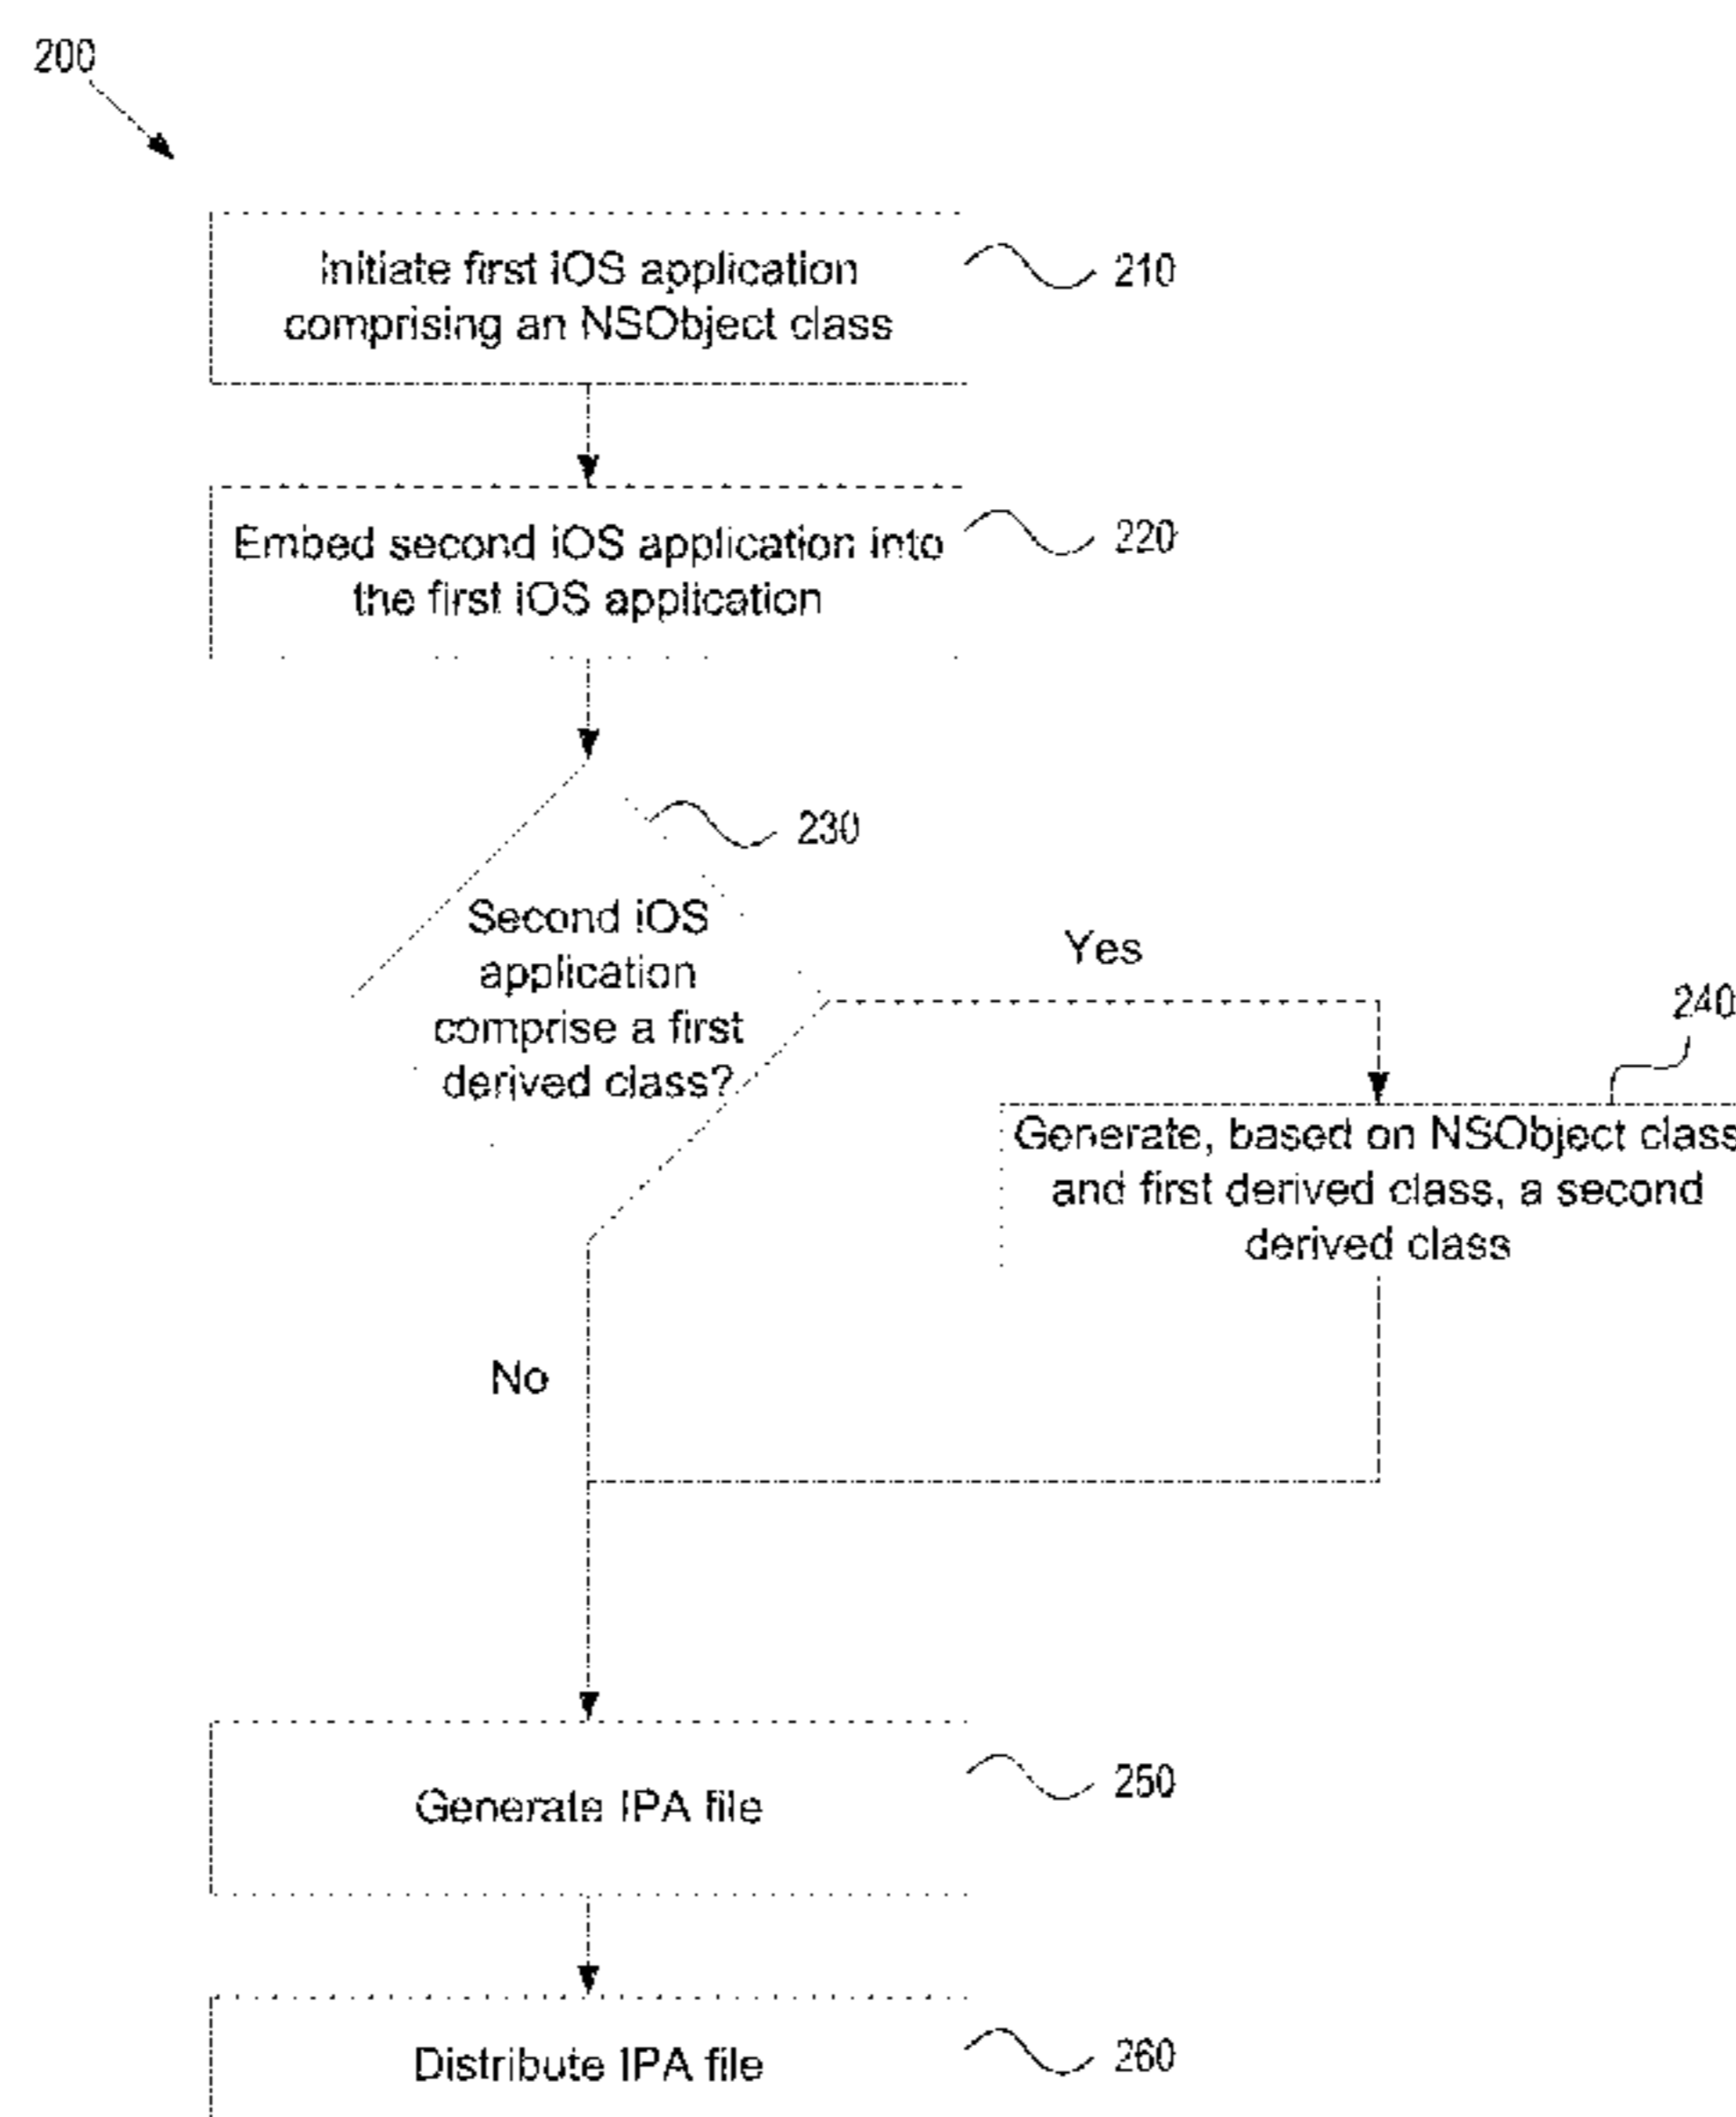 200
Initiate first iOS application
comprising an NSObject class
210
Embed second iOS application into
the first iOS application
220
230
Second iOS
application
comprise a first
derived class?
Yes
240
Generate, based on NSObject class
and first derived class, a second
derived class
No
Generate IPA file
250
Distribute IPA file
260